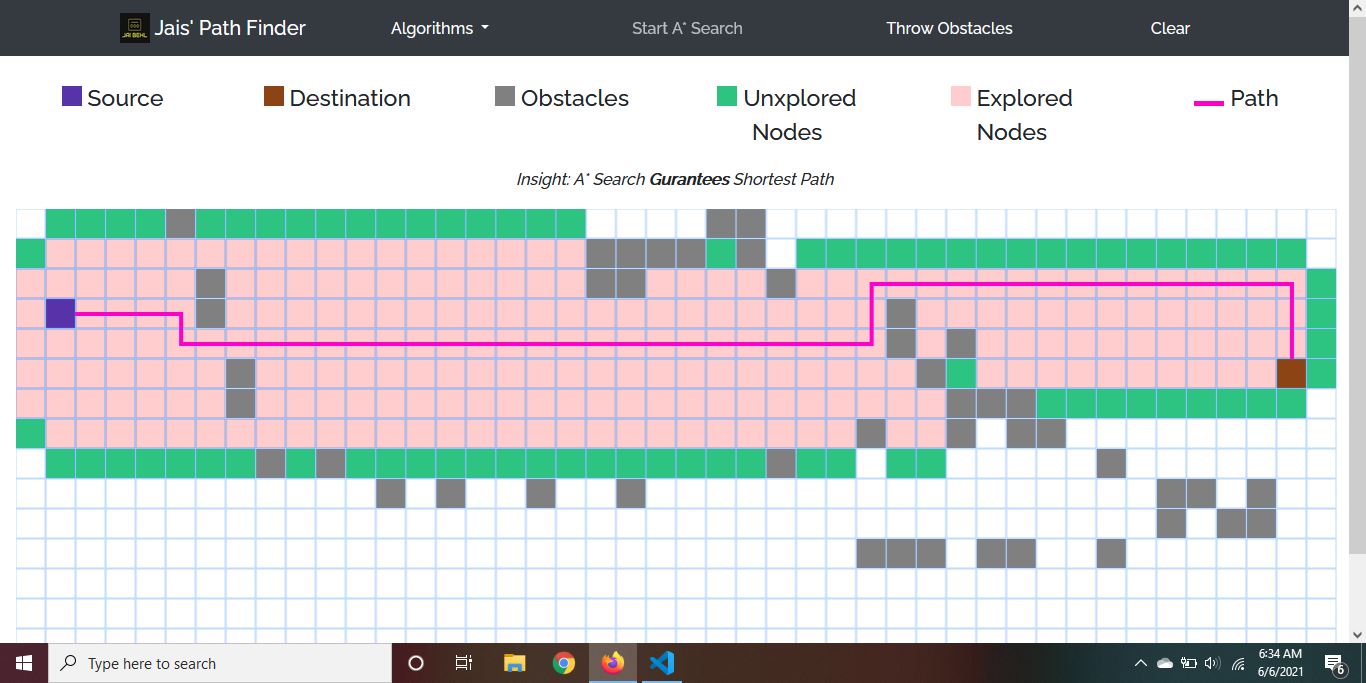 JAI BEHL
Jais' Path Finder
Algorithms
Start A* Search
Throw Obstacles
Clear
Source
Destination
Obstacles
Unxplored
Nodes
Explored
Nodes
Path
Insight: A* Search Gurantees Shortest Path
Type here to search
6:34 AM
6/6/2021
6